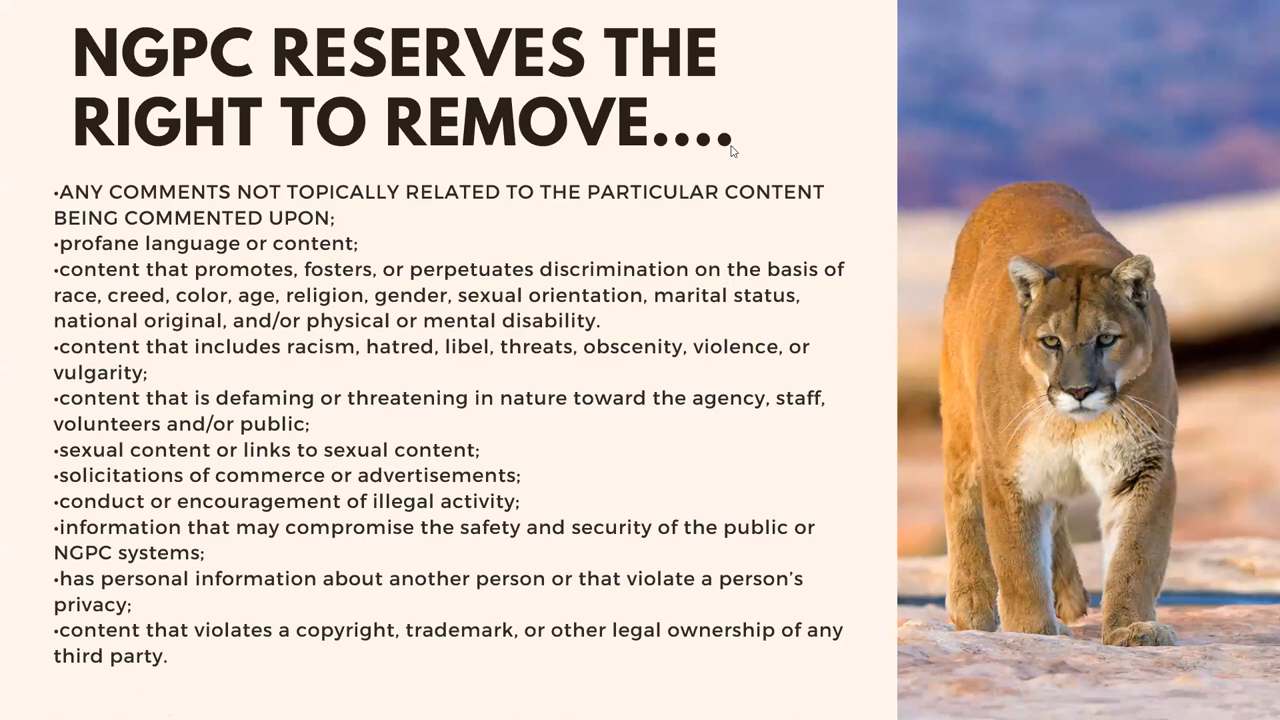 NGPC RESERVES THE
RIGHT TO REMOVE....
•ANY COMMENTS NOT TOPICALLY RELATED TO THE PARTICULAR CONTENT
BEING COMMENTED UPON;
•profane language or content;
•content that promotes, fosters, or perpetuates discrimination on the basis of
race, creed, color, age, religion, gender, sexual orientation, marital status,
national original, and/or physical or mental disability.
•content that includes racism, hatred, libel, threats, obscenity, violence, or
vulgarity;
•content that is defaming or threatening in nature toward the agency, staff,
volunteers and/or public;
•sexual content or links to sexual content;
•solicitations of commerce or advertisements;
•conduct or encouragement of illegal activity;
•information that may compromise the safety and security of the public or
NGPC systems;
•has personal information about another person or that violate a person's
privacy;
•content that violates a copyright, trademark, or other legal ownership of any
third party.